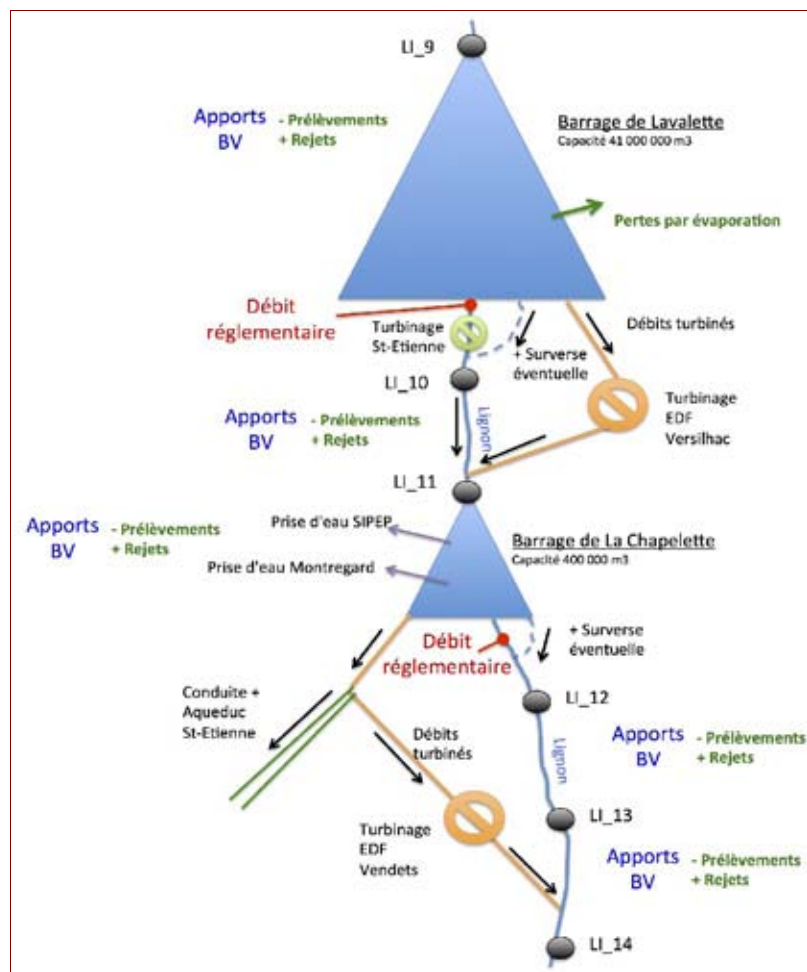 LI_9
Apports
BV
- Prélèvements
+ Rejets
Barrage de Lavalette
Capacité 41 000 000 m3
Pertes par évaporation
Débit
réglementaire
Turbinage
St-Etienne
+ Surverse
éventuelle
Débits turbinés
LI_10
Turbinage
EDF
Versilhac
Apports
BV
- Prélèvements
+ Rejets
Lignon
LI_11
Apports
BV
- Prélèvements
+ Rejets
Prise d'eau SIPEP
Prise d'eau Montregard
Barrage de La Chapelette
Capacité 400 000 m3
Débit
réglementaire
+ Surverse
éventuelle
Conduite +
Aqueduc
St-Etienne
LI_12
Débits
turbinés
Lignon
Apports
BV
- Prélèvements
+ Rejets
LI_13
Turbinage
EDF
Vendets
Apports
BV
- Prélèvements
+ Rejets
LI_14